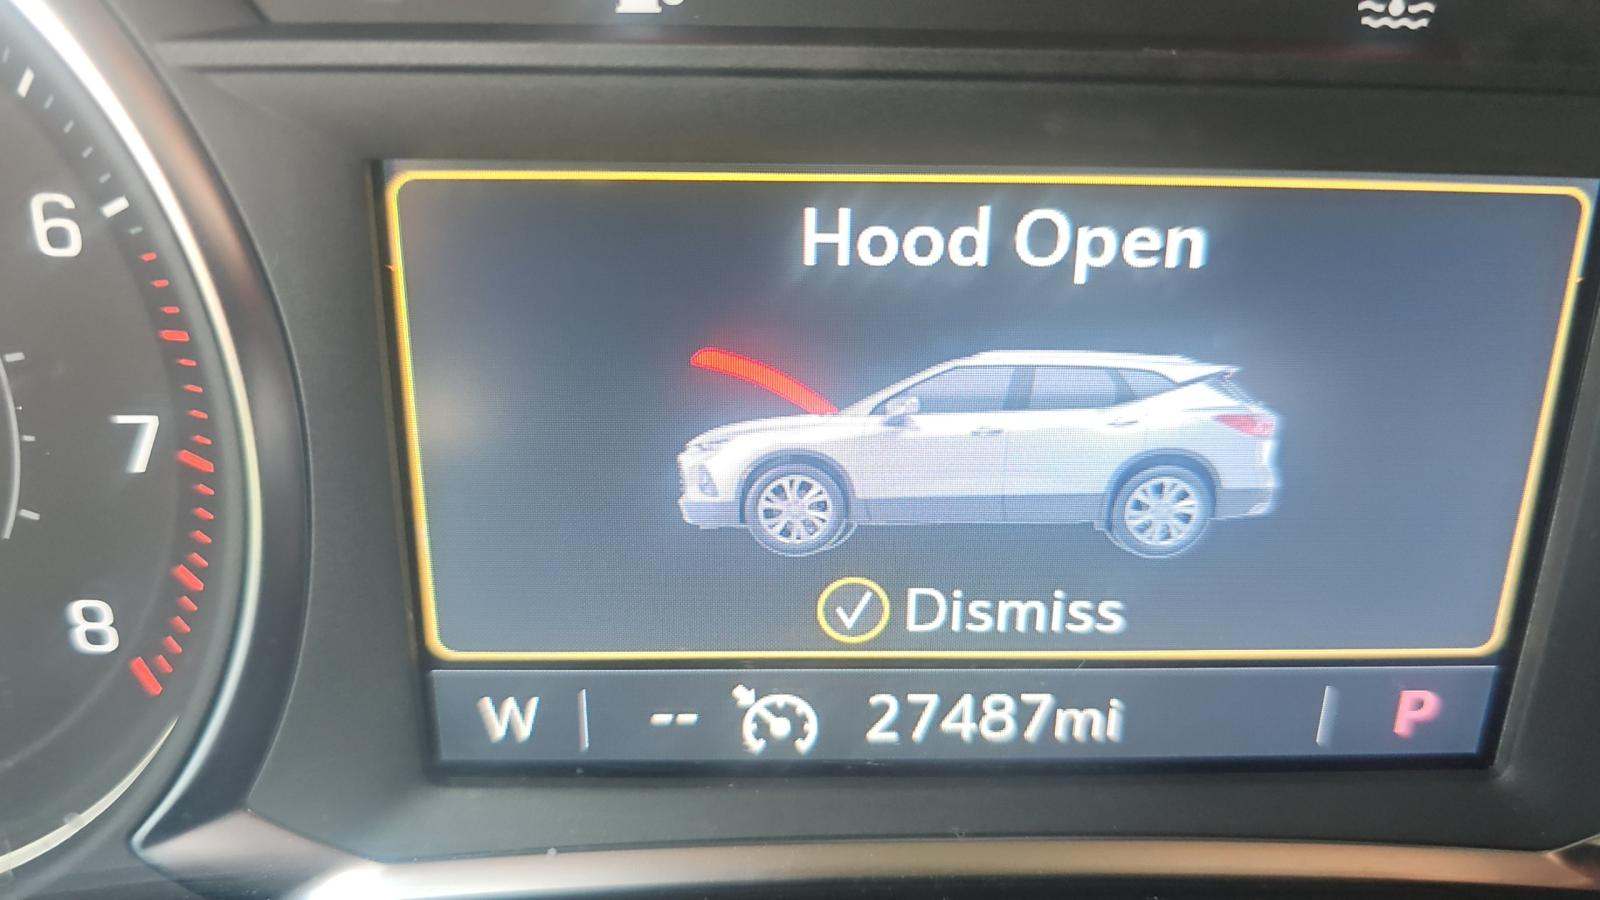 6
7
8
Hood Open
Dismiss
W -- 27487mi P